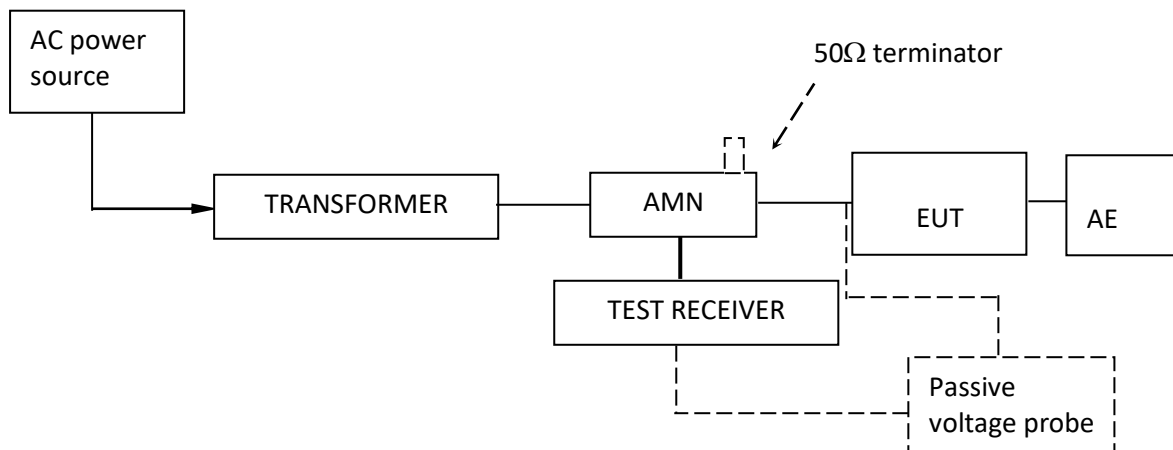 AC power
source
50Ω terminator
TRANSFORMER
AMN
EUT
AE
TEST RECEIVER
Passive
voltage probe